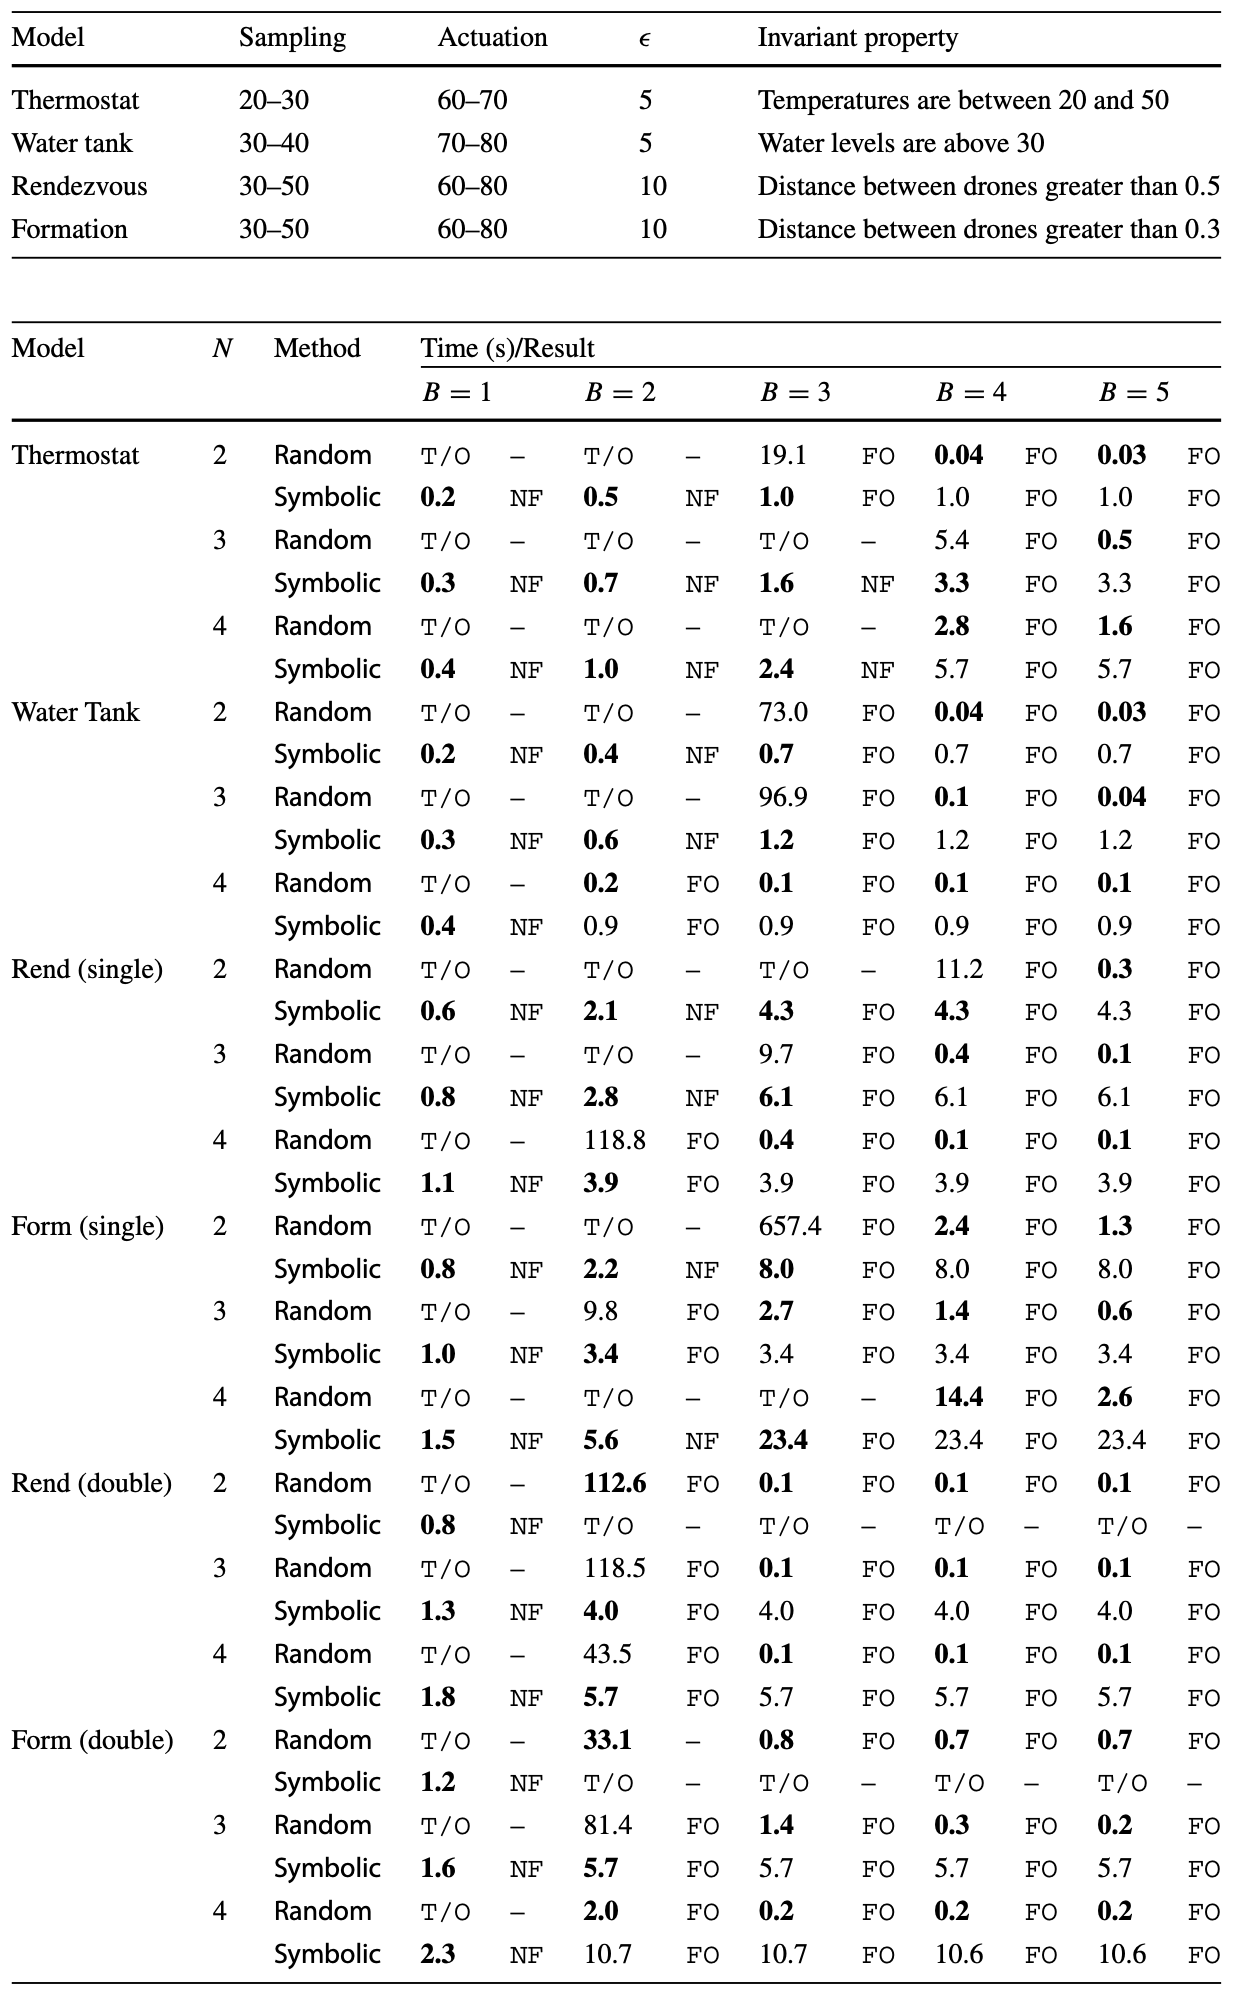 Model Sampling Actuation ϵ Invariant property
Thermostat 20–30 60–70 5 Temperatures are between 20 and 50
Water tank 30–40 70–80 5 Water levels are above 30
Rendezvous 30–50 60–80 10 Distance between drones greater than 0.5
Formation 30–50 60–80 10 Distance between drones greater than 0.3
Model N Method Time (s)/Result
B = 1 B = 2 B = 3 B = 4 B = 5
Thermostat 2 Random T/O – T/O – 19.1 FO 0.04 FO 0.03 FO
Symbolic 0.2 NF 0.5 NF 1.0 FO 1.0 FO 1.0 FO
3 Random T/O – T/O – T/O – 5.4 FO 0.5 FO
Symbolic 0.3 NF 0.7 NF 1.6 NF 3.3 FO 3.3 FO
4 Random T/O – T/O – T/O – 2.8 FO 1.6 FO
Symbolic 0.4 NF 1.0 NF 2.4 NF 5.7 FO 5.7 FO
Water Tank 2 Random T/O – T/O – 73.0 FO 0.04 FO 0.03 FO
Symbolic 0.2 NF 0.4 NF 0.7 FO 0.7 FO 0.7 FO
3 Random T/O – T/O – 96.9 FO 0.1 FO 0.04 FO
Symbolic 0.3 NF 0.6 NF 1.2 FO 1.2 FO 1.2 FO
4 Random T/O – 0.2 FO 0.1 FO 0.1 FO 0.1 FO
Symbolic 0.4 NF 0.9 FO 0.9 FO 0.9 FO 0.9 FO
Rend (single) 2 Random T/O – T/O – T/O – 11.2 FO 0.3 FO
Symbolic 0.6 NF 2.1 NF 4.3 FO 4.3 FO 4.3 FO
3 Random T/O – T/O – 9.7 FO 0.4 FO 0.1 FO
Symbolic 0.8 NF 2.8 NF 6.1 FO 6.1 FO 6.1 FO
4 Random T/O – 118.8 FO 0.4 FO 0.1 FO 0.1 FO
Symbolic 1.1 NF 3.9 FO 3.9 FO 3.9 FO 3.9 FO
Form (single) 2 Random T/O – T/O – 657.4 FO 2.4 FO 1.3 FO
Symbolic 0.8 NF 2.2 NF 8.0 FO 8.0 FO 8.0 FO
3 Random T/O – 9.8 FO 2.7 FO 1.4 FO 0.6 FO
Symbolic 1.0 NF 3.4 FO 3.4 FO 3.4 FO 3.4 FO
4 Random T/O – T/O – T/O – 14.4 FO 2.6 FO
Symbolic 1.5 NF 5.6 NF 23.4 FO 23.4 FO 23.4 FO
Rend (double) 2 Random T/O – 112.6 FO 0.1 FO 0.1 FO 0.1 FO
Symbolic 0.8 NF T/O – T/O – T/O – T/O –
3 Random T/O – 118.5 FO 0.1 FO 0.1 FO 0.1 FO
Symbolic 1.3 NF 4.0 FO 4.0 FO 4.0 FO 4.0 FO
4 Random T/O – 43.5 FO 0.1 FO 0.1 FO 0.1 FO
Symbolic 1.8 NF 5.7 FO 5.7 FO 5.7 FO 5.7 FO
Form (double) 2 Random T/O – 33.1 – 0.8 FO 0.7 FO 0.7 FO
Symbolic 1.2 NF T/O – T/O – T/O – T/O –
3 Random T/O – 81.4 FO 1.4 FO 0.3 FO 0.2 FO
Symbolic 1.6 NF 5.7 FO 5.7 FO 5.7 FO 5.7 FO
4 Random T/O – 2.0 FO 0.2 FO 0.2 FO 0.2 FO
Symbolic 2.3 NF 10.7 FO 10.7 FO 10.6 FO 10.6 FO